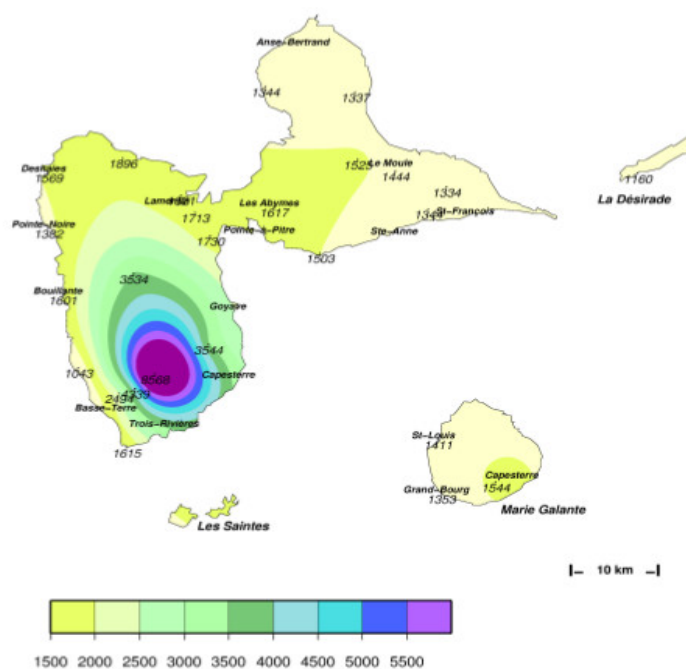 Anse-Bertrand
1344
1337
1896
Deshaies
1569
1525
Le Moule
1444
1160
Les Abymes
1617
1334
St-François
La Désirade
1713
Pointe-Noire
1382
1730
Pointe-à-Pitre
Ste-Anne
1503
3534
Bouillante
1601
Goyave
3544
1043
Capesterre
Basse-Terre
Trois-Rivières
1615
St-Louis
1411
Capesterre
1544
Grand-Bourg
1353
Marie Galante
Les Saintes
10 km
1500 2000 2500 3000 3500 4000 4500 5000 5500